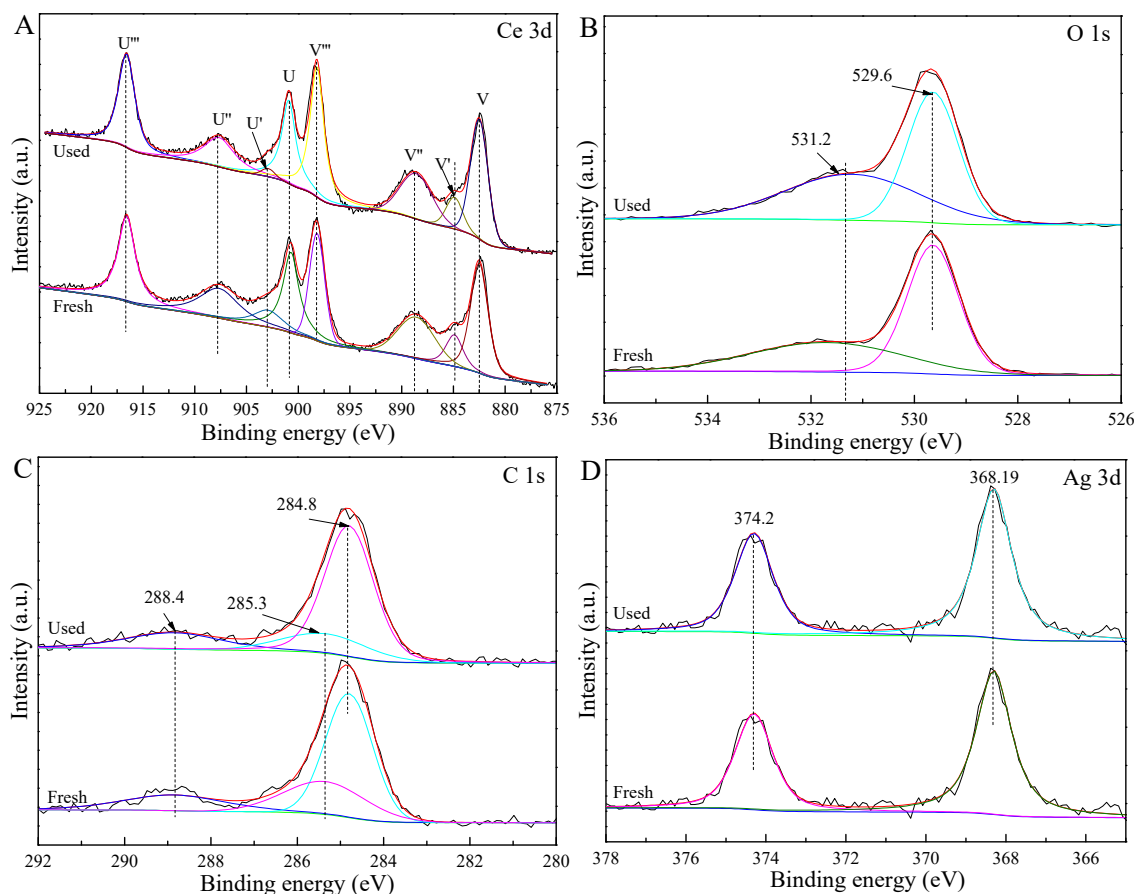 A
Ce 3d
U'''
U''
U'
U
V'''
V''
V'
V
Used
Fresh
Intensity (a.u.)
925 920 915 910 905 900 895 890 885 880 875
Binding energy (eV)
B
O 1s
529.6
531.2
Used
Fresh
Intensity (a.u.)
536 534 532 530 528 526
Binding energy (eV)
C
C 1s
284.8
288.4
285.3
Used
Fresh
Intensity (a.u.)
292 290 288 286 284 282 280
Binding energy (eV)
D
Ag 3d
368.19
374.2
Used
Fresh
Intensity (a.u.)
378 376 374 372 370 368 366
Binding energy (eV)